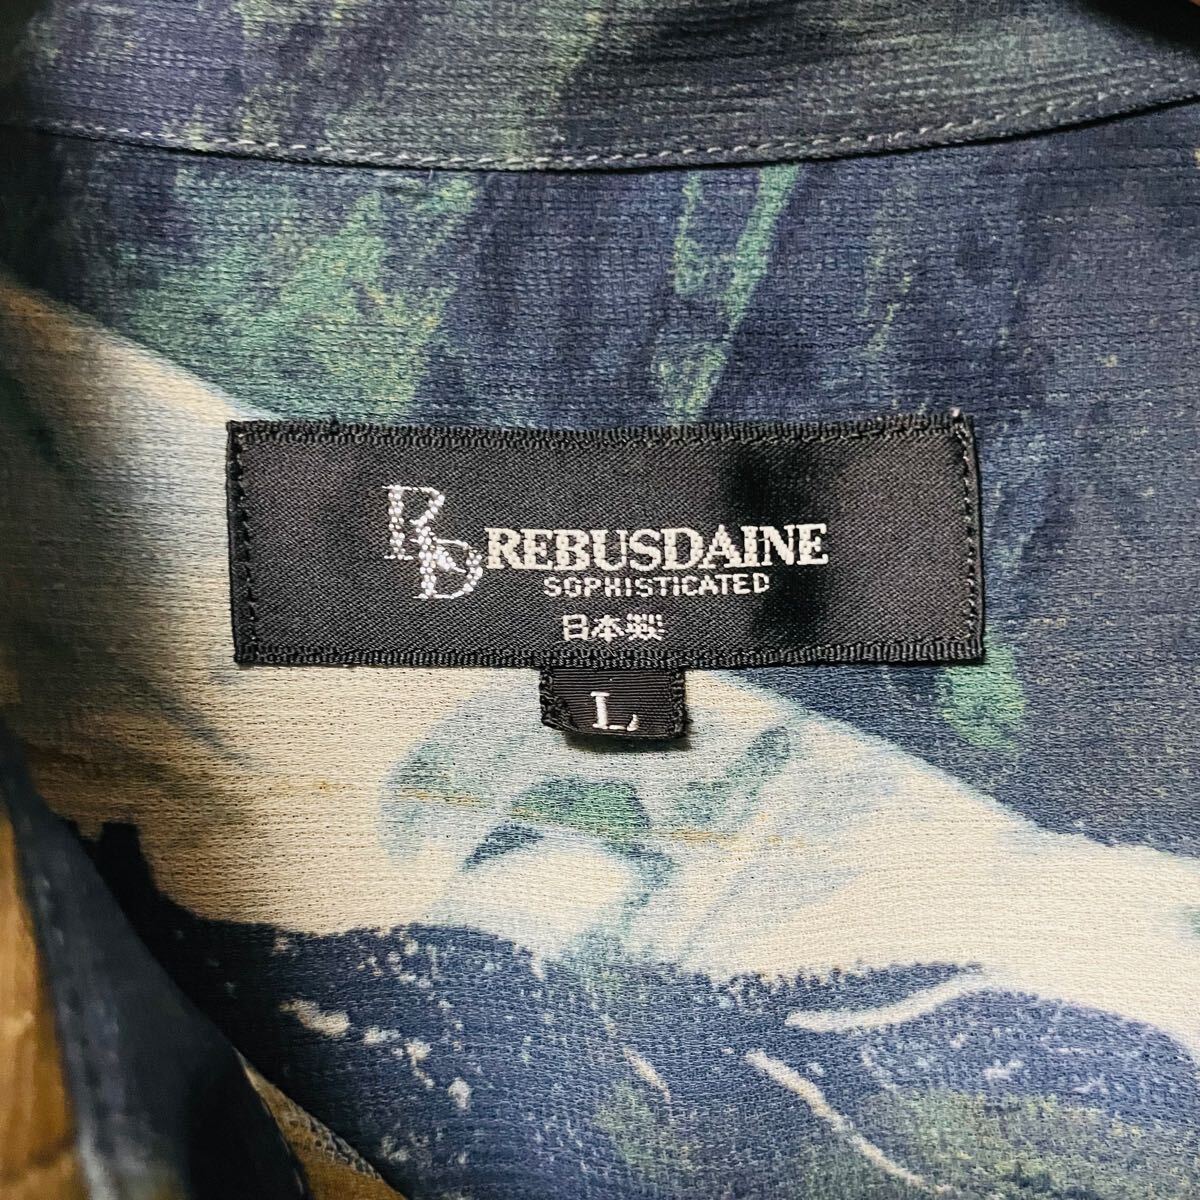 RD REBUSDAINE
SOPHISTICATED
日本製
L